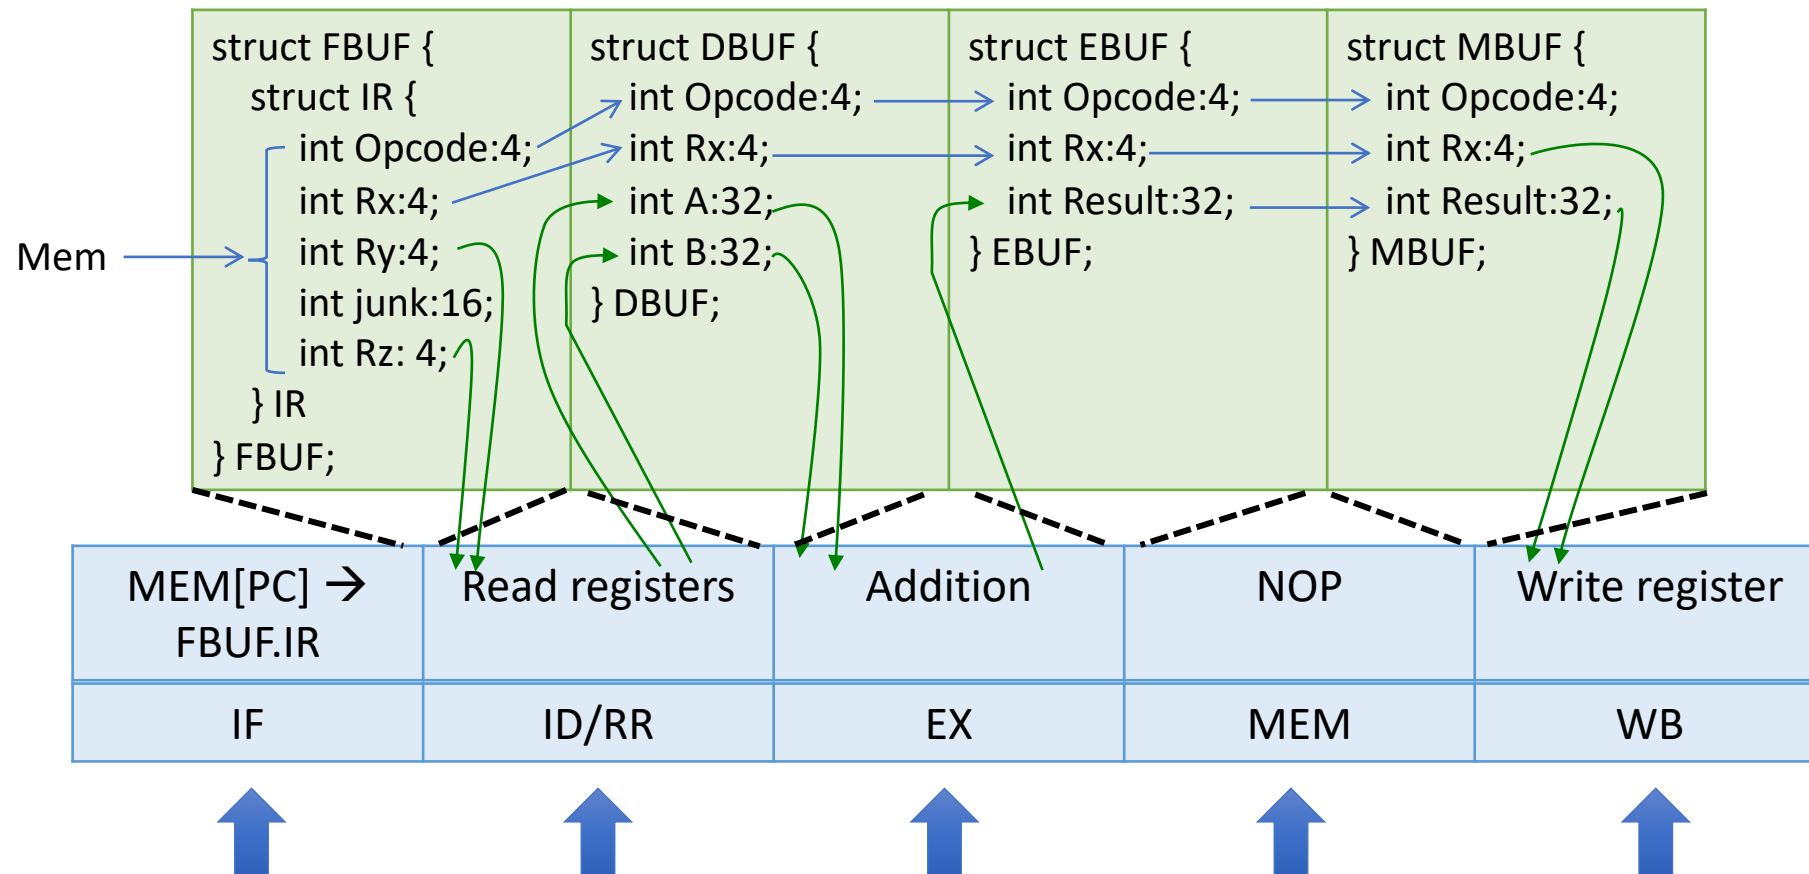 struct FBUF {
struct IR {
int Opcode:4;
int Rx:4;
int Ry:4;
int junk:16;
int Rz: 4;
} IR
} FBUF;
struct DBUF {
int Opcode:4;
int Rx:4;
int A:32;
int B:32;
} DBUF;
struct EBUF {
int Opcode:4;
int Rx:4;
int Result:32;
} EBUF;
struct MBUF {
int Opcode:4;
int Rx:4;
int Result:32;
} MBUF;
Mem
MEM[PC] →
FBUF.IR
Read registers
Addition
NOP
Write register
IF
ID/RR
EX
MEM
WB